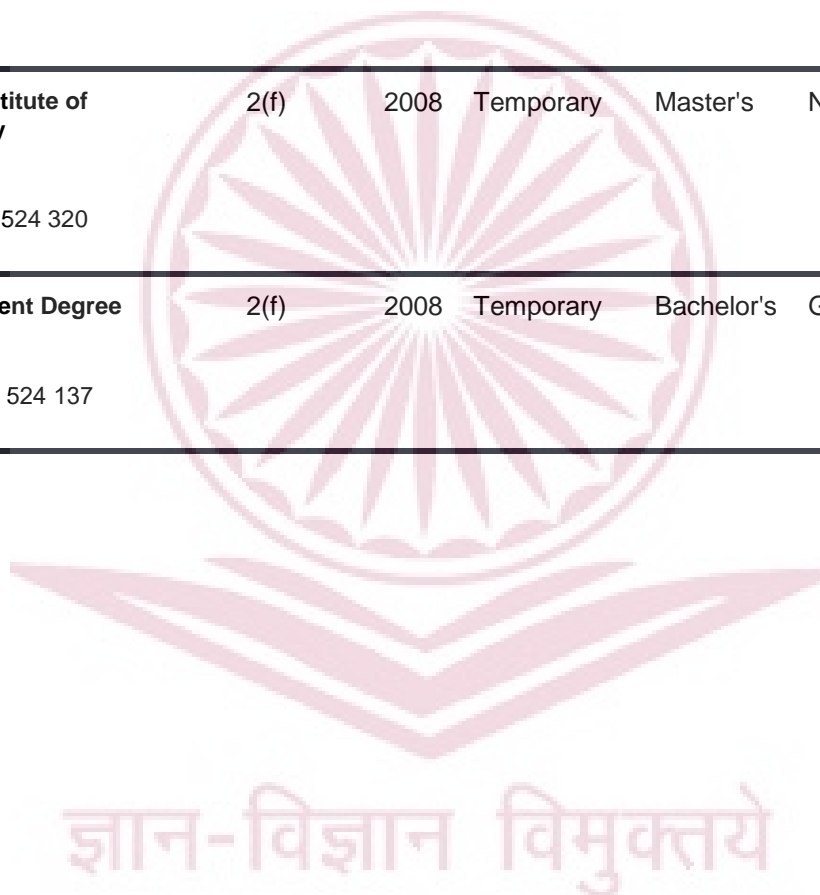 titute of 2(f) 2008 Temporary Master's N
y
524 320
ent Degree 2(f) 2008 Temporary Bachelor's G
524 137
ज्ञान-विज्ञान विमुक्तये